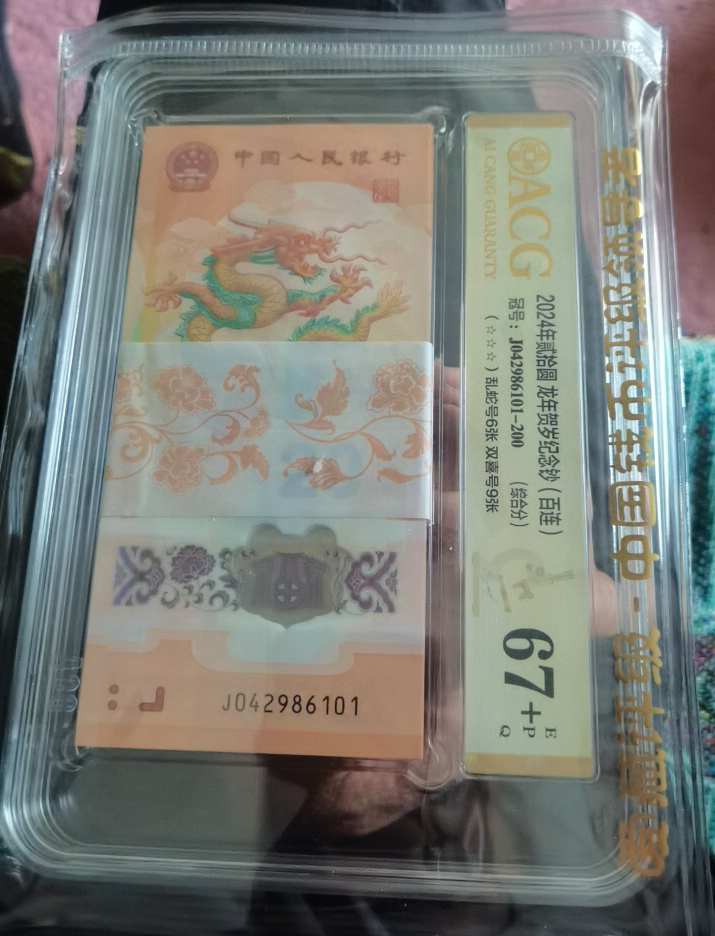 中国人民银行
J042986101
ACG
AI CANG GUARANTY
2024年贰拾圆 龙年贺岁纪念钞（百连）
冠号：J042986101-200 （综合分）
（☆☆☆）乱蛇号6张 双喜号9张
67+
E
P
Q